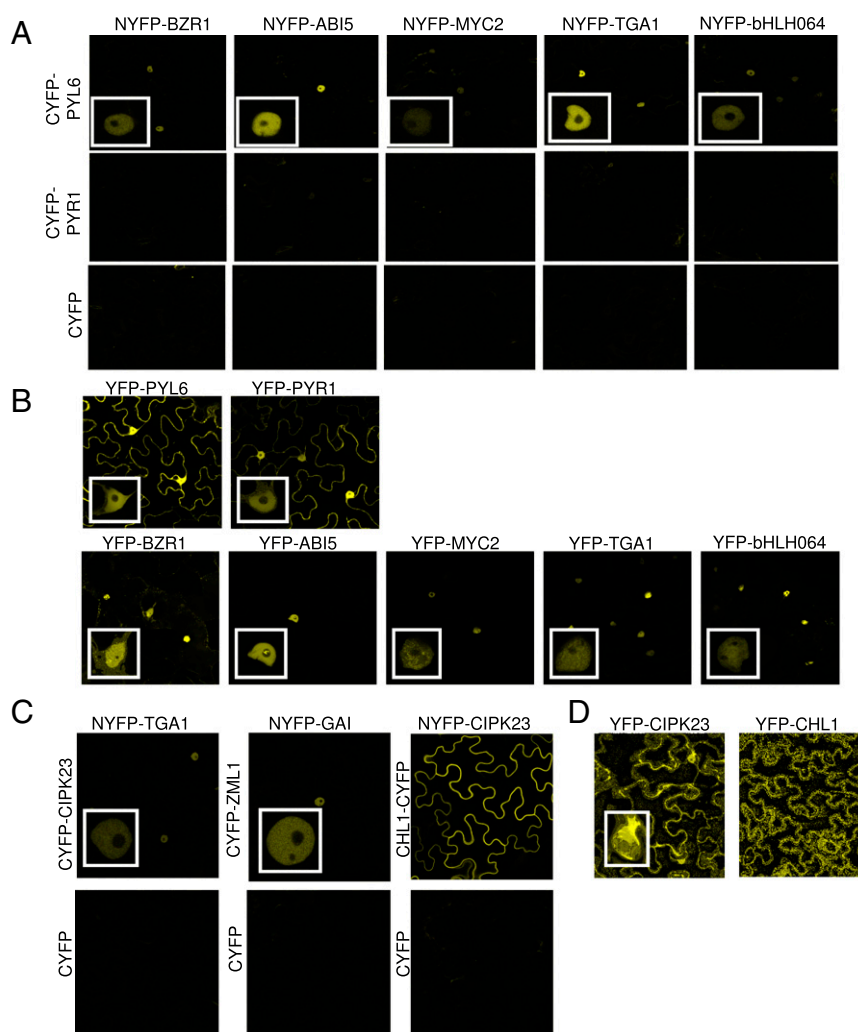 A
NYFP-BZR1 NYFP-ABI5 NYFP-MYC2 NYFP-TGA1 NYFP-bHLH064
CYFP-
PYL6
CYFP-
PYR1
CYFP
B
YFP-PYL6 YFP-PYR1
YFP-BZR1 YFP-ABI5 YFP-MYC2 YFP-TGA1 YFP-bHLH064
C
NYFP-TGA1 NYFP-GAI NYFP-CIPK23
CYFP-CIPK23
CYFP-ZML1
CHL1-CYFP
CYFP
CYFP
CYFP
D
YFP-CIPK23 YFP-CHL1